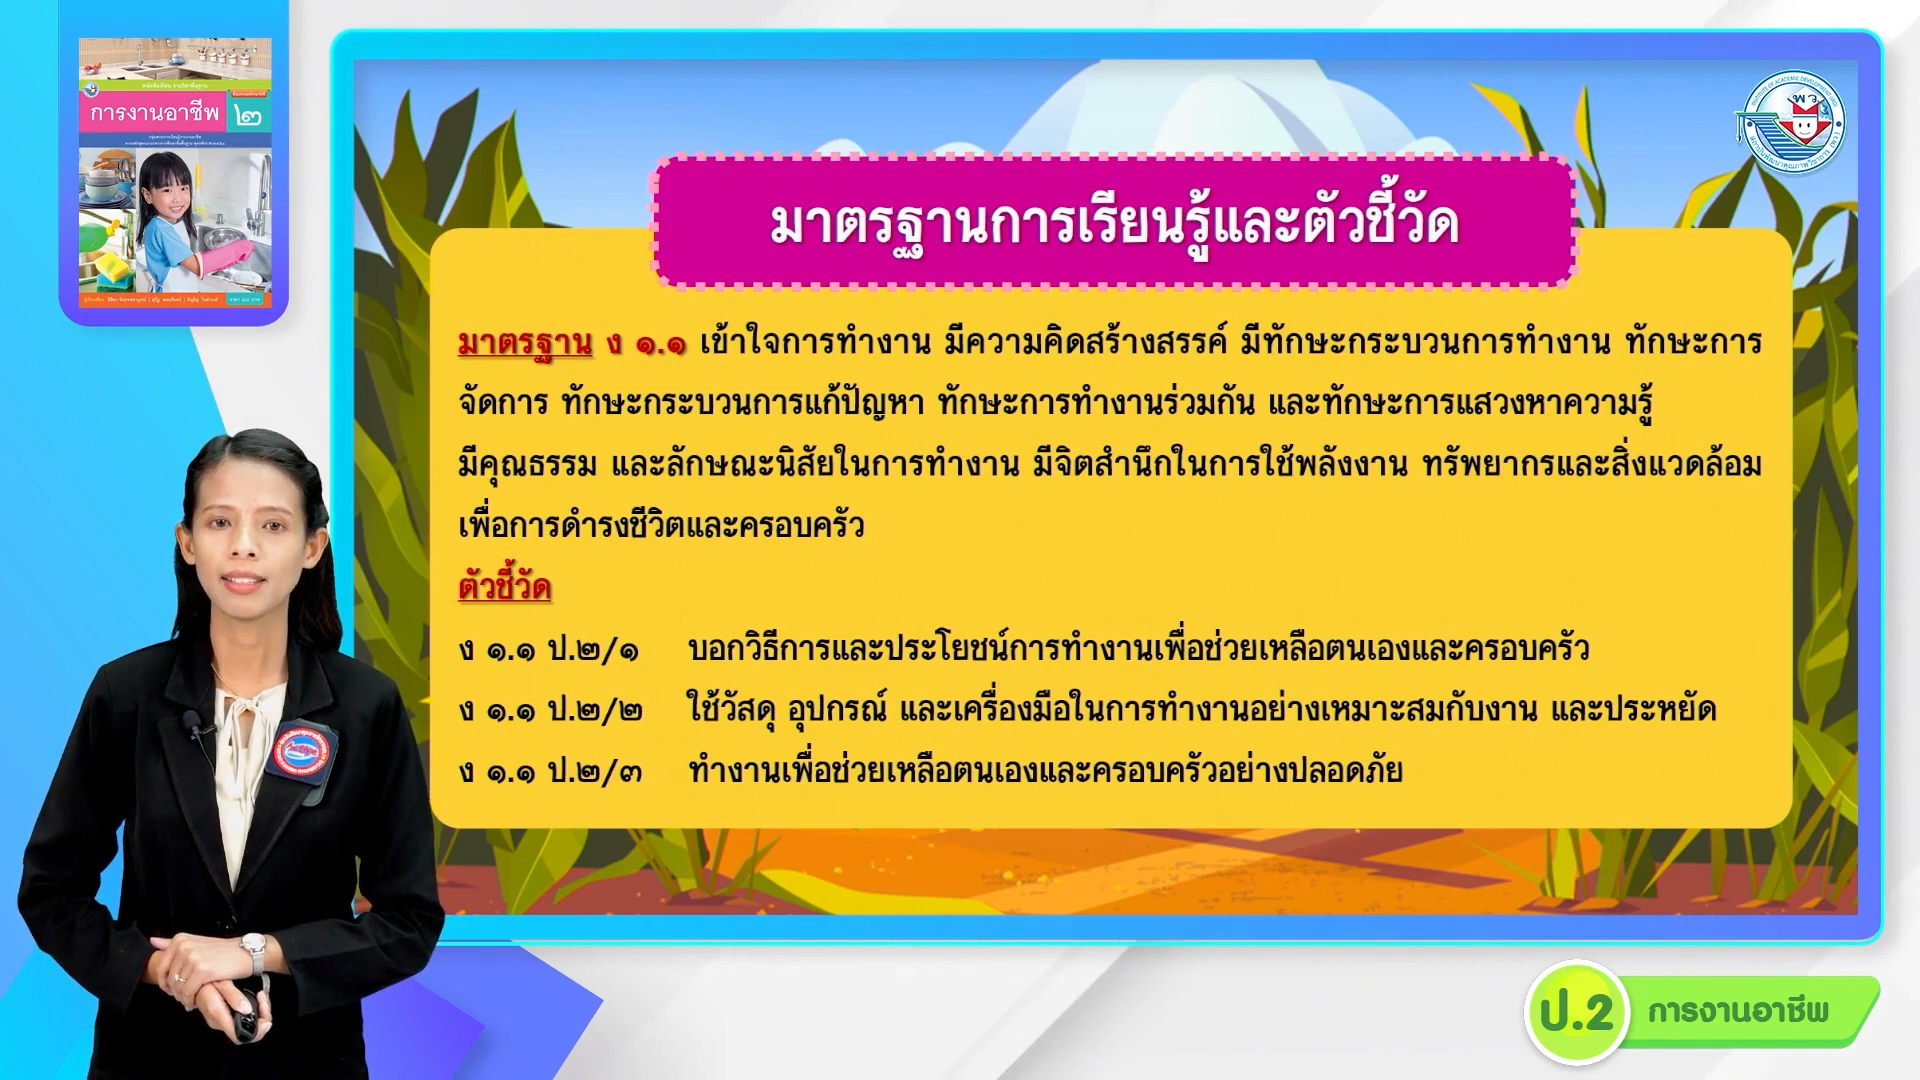 หนังสือเรียน รายวิชาพื้นฐาน
การงานอาชีพ ๒
มาตรฐานการเรียนรู้และตัวชี้วัด
มาตรฐาน ง ๑.๑ เข้าใจการทำงาน มีความคิดสร้างสรรค์ มีทักษะกระบวนการทำงาน ทักษะการ
จัดการ ทักษะกระบวนการแก้ปัญหา ทักษะการทำงานร่วมกัน และทักษะการแสวงหาความรู้
มีคุณธรรม และลักษณะนิสัยในการทำงาน มีจิตสำนึกในการใช้พลังงาน ทรัพยากรและสิ่งแวดล้อม
เพื่อการดำรงชีวิตและครอบครัว
ตัวชี้วัด
ง ๑.๑ ป.๒/๑ บอกวิธีการและประโยชน์การทำงานเพื่อช่วยเหลือตนเองและครอบครัว
ง ๑.๑ ป.๒/๒ ใช้วัสดุ อุปกรณ์ และเครื่องมือในการทำงานอย่างเหมาะสมกับงาน และประหยัด
ง ๑.๑ ป.๒/๓ ทำงานเพื่อช่วยเหลือตนเองและครอบครัวอย่างปลอดภัย
พว
ป.2 การงานอาชีพ